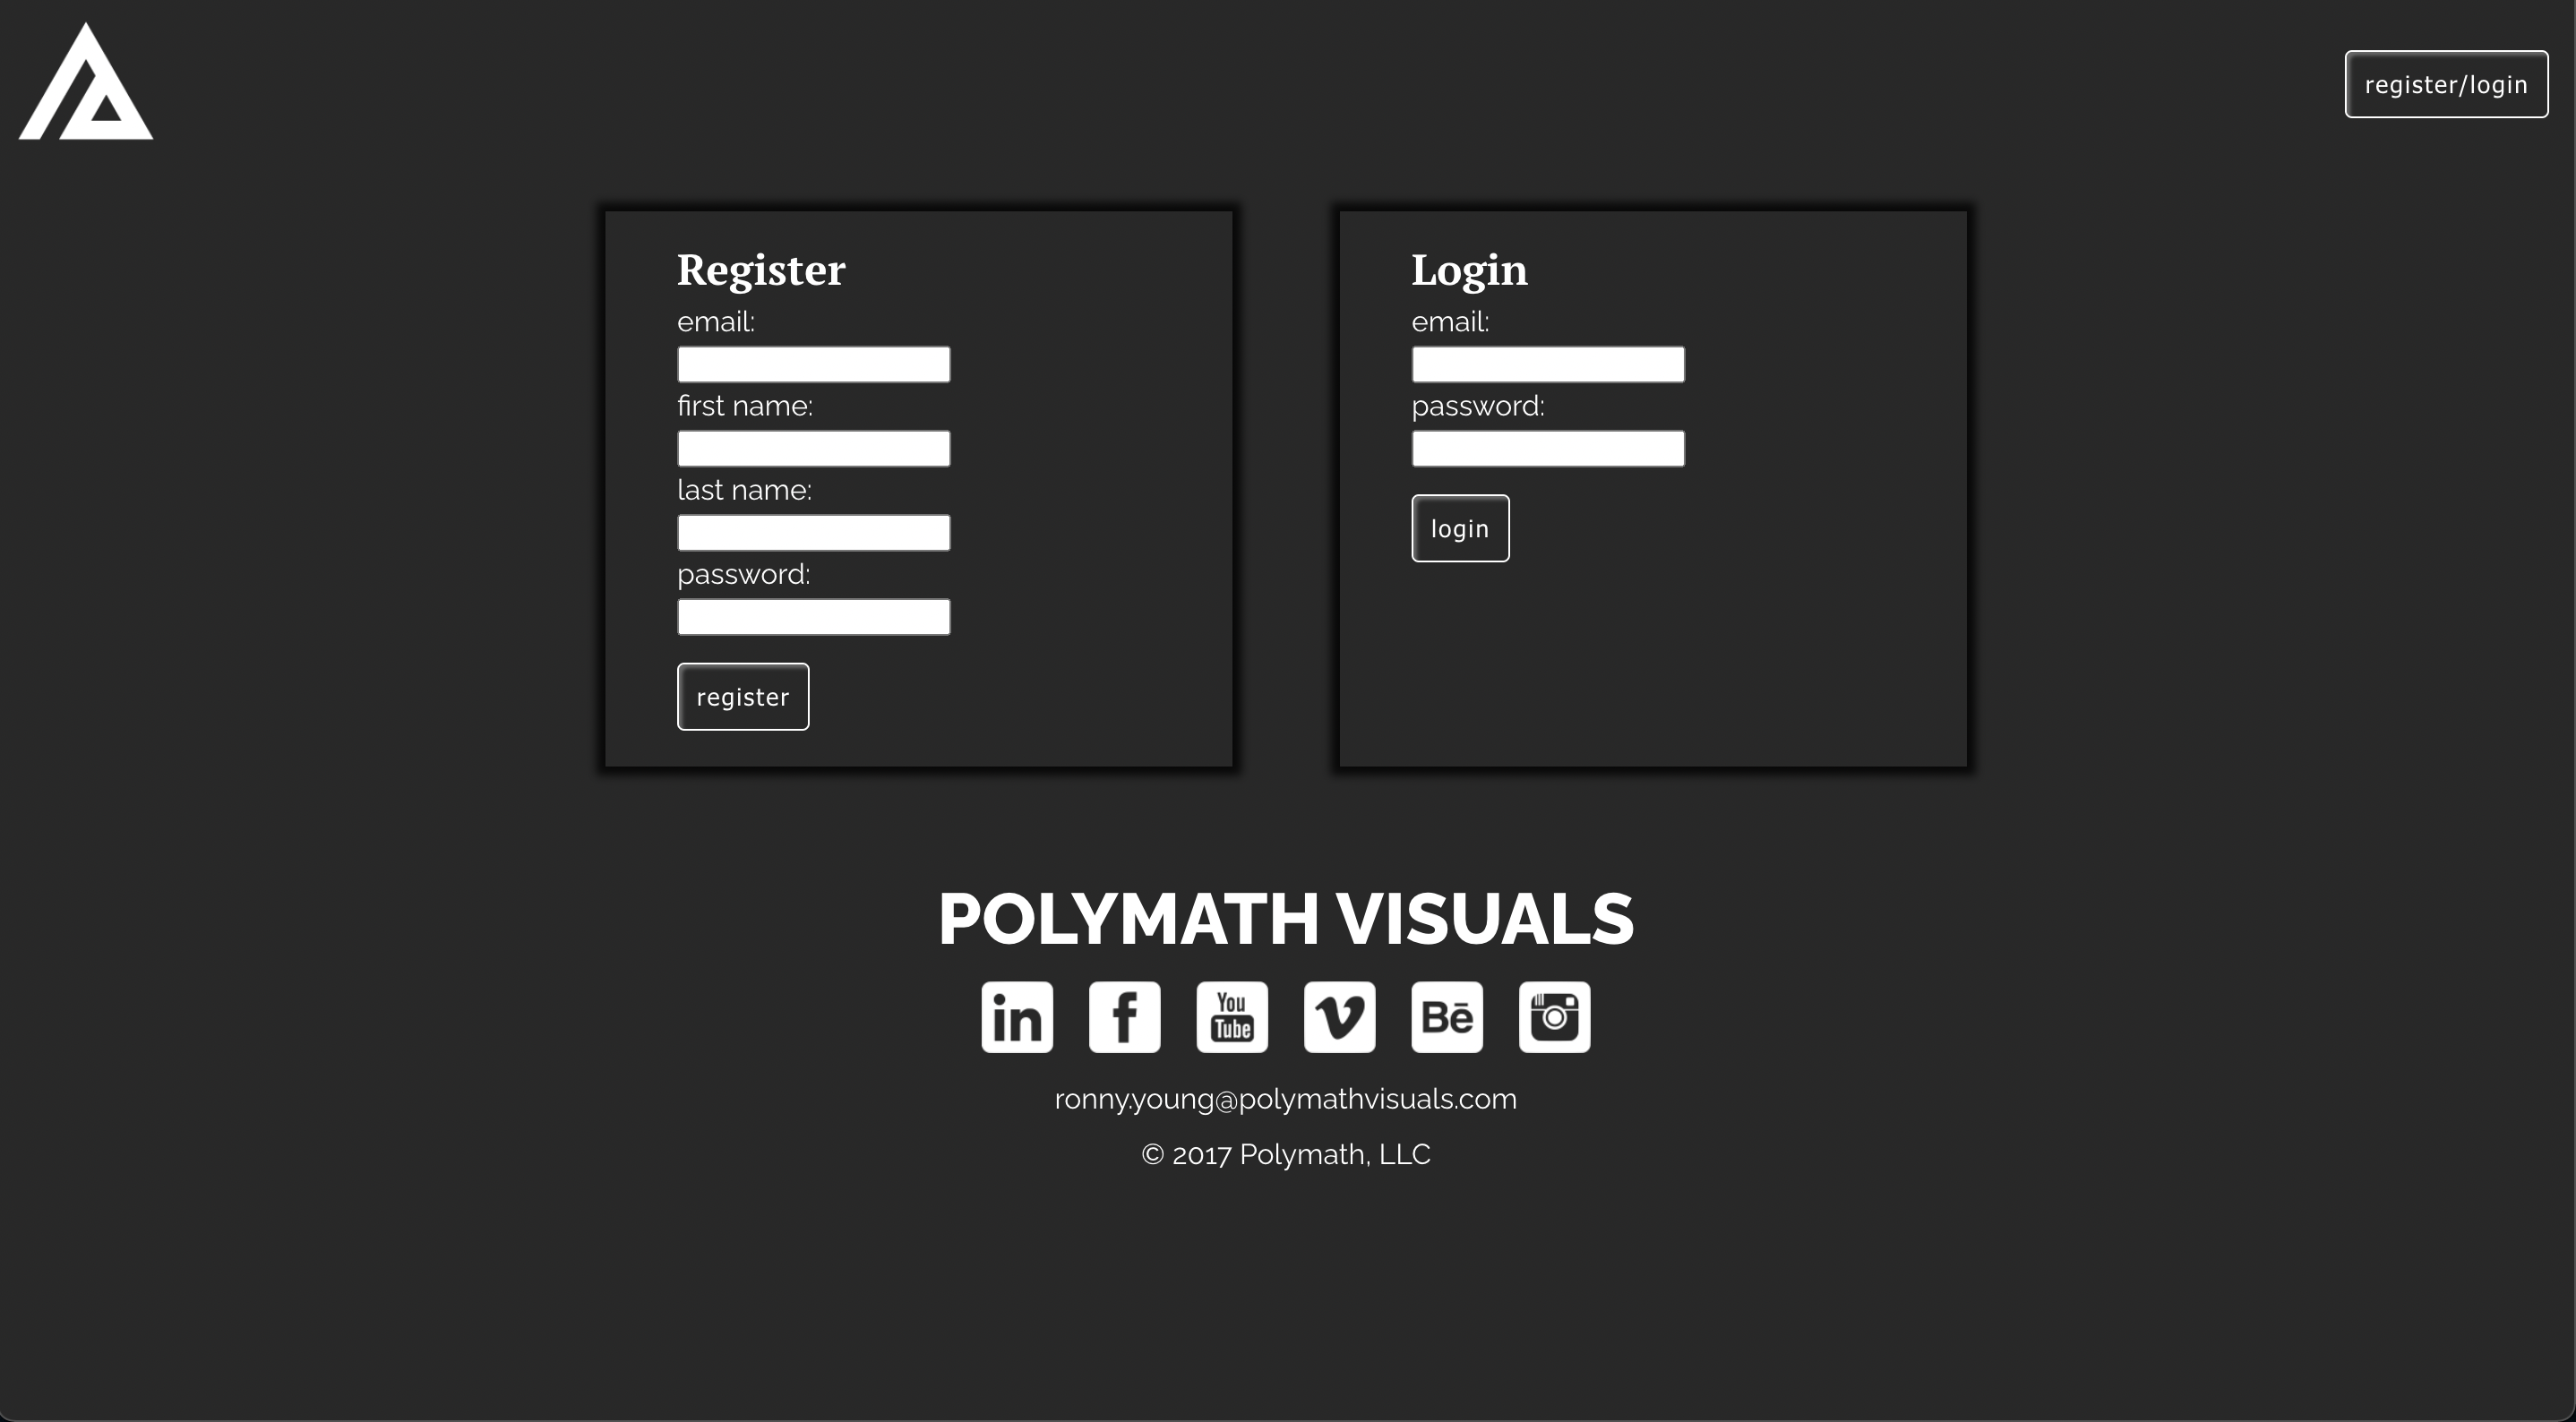 register/login
Register
email:
first name:
last name:
password:
register
Login
email:
password:
login
POLYMATH VISUALS
in f You Tube V Bē
ronny.young@polymathvisuals.com
© 2017 Polymath, LLC